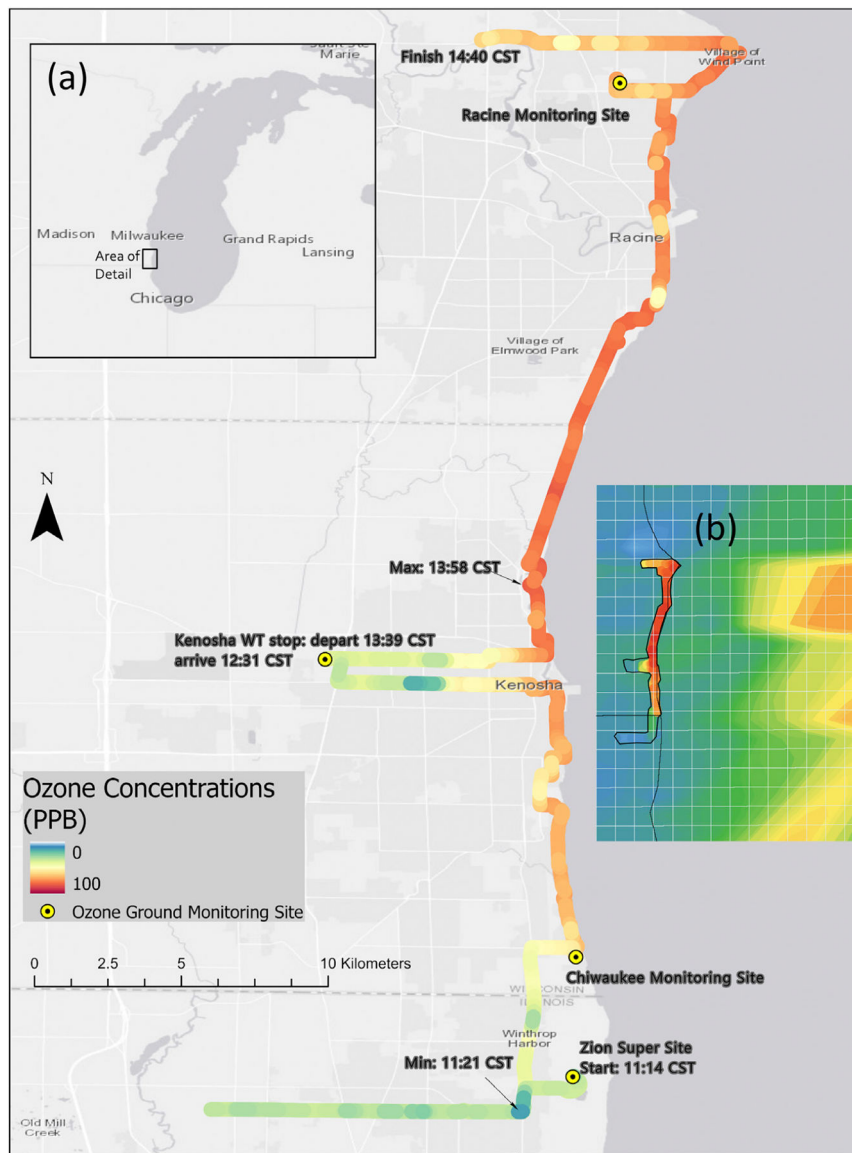 (a)
Sault Ste
Marie
Madison
Milwaukee
Grand Rapids
Lansing
Area of
Detail
Chicago
Finish 14:40 CST
Village of
Wind Point
Racine Monitoring Site
Racine
Village of
Elmwood Park
N
(b)
Max: 13:58 CST
Kenosha WT stop: depart 13:39 CST
arrive 12:31 CST
Kenosha
Ozone Concentrations
(PPB)
0
100
Ozone Ground Monitoring Site
0
2.5
5
10 Kilometers
Chiwaukee Monitoring Site
WISCONSIN
ILLINOIS
Winthrop
Harbor
Zion Super Site
Start: 11:14 CST
Min: 11:21 CST
Old Mill
Creek